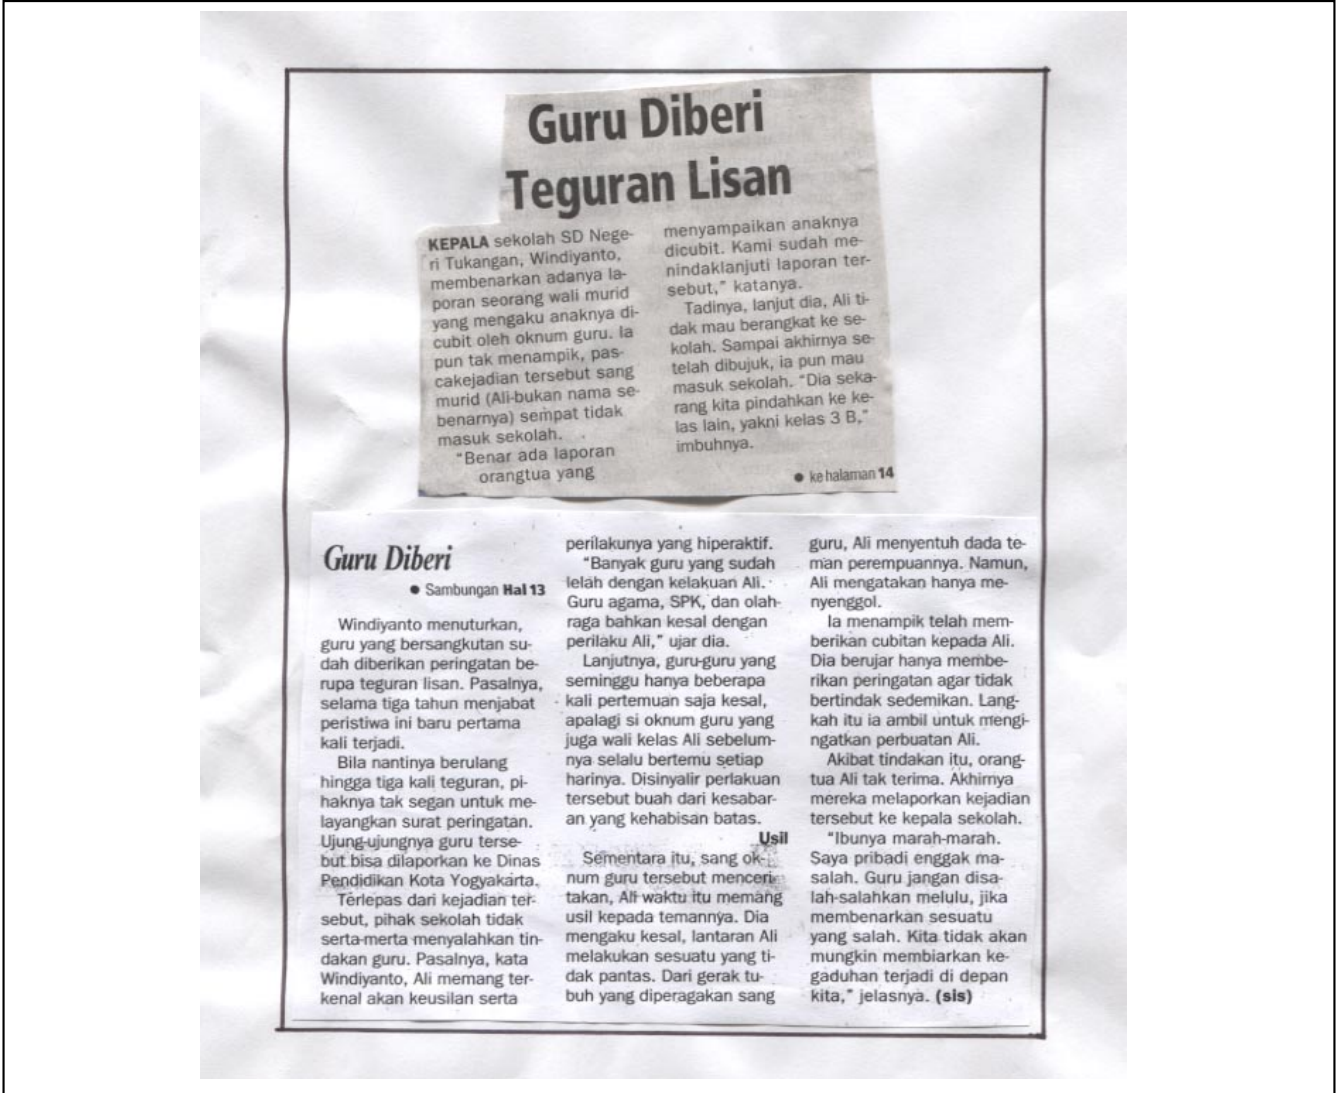 Guru Diberi
Teguran Lisan
KEPALA sekolah SD Nege-
ri Tukangan, Windiyanto,
membenarkan adanya la-
poran seorang wali murid
yang mengaku anaknya di-
cubit oleh oknum guru. Ia
pun tak menampik, pas-
cakejadian tersebut sang
murid (Ali-bukan nama se-
benarnya) sempat tidak
masuk sekolah.
"Benar ada laporan
orangtua yang
menyampaikan anaknya
dicubit. Kami sudah me-
nindaklanjuti laporan ter-
sebut," katanya.
Tadinya, lanjut dia, Ali ti-
dak mau berangkat ke se-
kolah. Sampai akhirnya se-
telah dibujuk, ia pun mau
masuk sekolah. "Dia seka-
rang kita pindahkan ke ke-
las lain, yakni kelas 3 B,"
imbuhnya.
● ke halaman 14
Guru Diberi
● Sambungan Hal 13
Windiyanto menuturkan,
guru yang bersangkutan su-
dah diberikan peringatan be-
rupa teguran lisan. Pasalnya,
selama tiga tahun menjabat
peristiwa ini baru pertama
kali terjadi.
Bila nantinya berulang
hingga tiga kali teguran, pi-
haknya tak segan untuk me-
layangkan surat peringatan.
Ujung-ujungnya guru terse-
but bisa dilaporkan ke Dinas
Pendidikan Kota Yogyakarta.
Terlepas dari kejadian ter-
sebut, pihak sekolah tidak
serta-merta menyalahkan tin-
dakan guru. Pasalnya, kata
Windiyanto, Ali memang ter-
kenal akan keusilan serta
perilakunya yang hiperaktif.
"Banyak guru yang sudah
lelah dengan kelakuan Ali.
Guru agama, SPK, dan olah-
raga bahkan kesal dengan
perilaku Ali," ujar dia.
Lanjutnya, guru-guru yang
seminggu hanya beberapa
kali pertemuan saja kesal,
apalagi si oknum guru yang
juga wali kelas Ali sebelum-
nya selalu bertemu setiap
harinya. Disinyalir perlakuan
tersebut buah dari kesabar-
an yang kehabisan batas.
Usil
Sementara itu, sang ok-
num guru tersebut menceri-
takan, Ali waktu itu memang
usil kepada temannya. Dia
mengaku kesal, lantaran Ali
melakukan sesuatu yang ti-
dak pantas. Dari gerak tu-
buh yang diperagakan sang
guru, Ali menyentuh dada te-
man perempuannya. Namun,
Ali mengatakan hanya me-
nyenggol.
Ia menampik telah mem-
berikan cubitan kepada Ali.
Dia berujar hanya membe-
rikan peringatan agar tidak
bertindak sedemikan. Lang-
kah itu ia ambil untuk mengi-
ngatkan perbuatan Ali.
Akibat tindakan itu, orang-
tua Ali tak terima. Akhirnya
mereka melaporkan kejadian
tersebut ke kepala sekolah.
"Ibunya marah-marah.
Saya pribadi enggak ma-
salah. Guru jangan disa-
lah-salahkan melulu, jika
membenarkan sesuatu
yang salah. Kita tidak akan
mungkin membiarkan ke-
gaduhan terjadi di depan
kita," jelasnya. (sis)